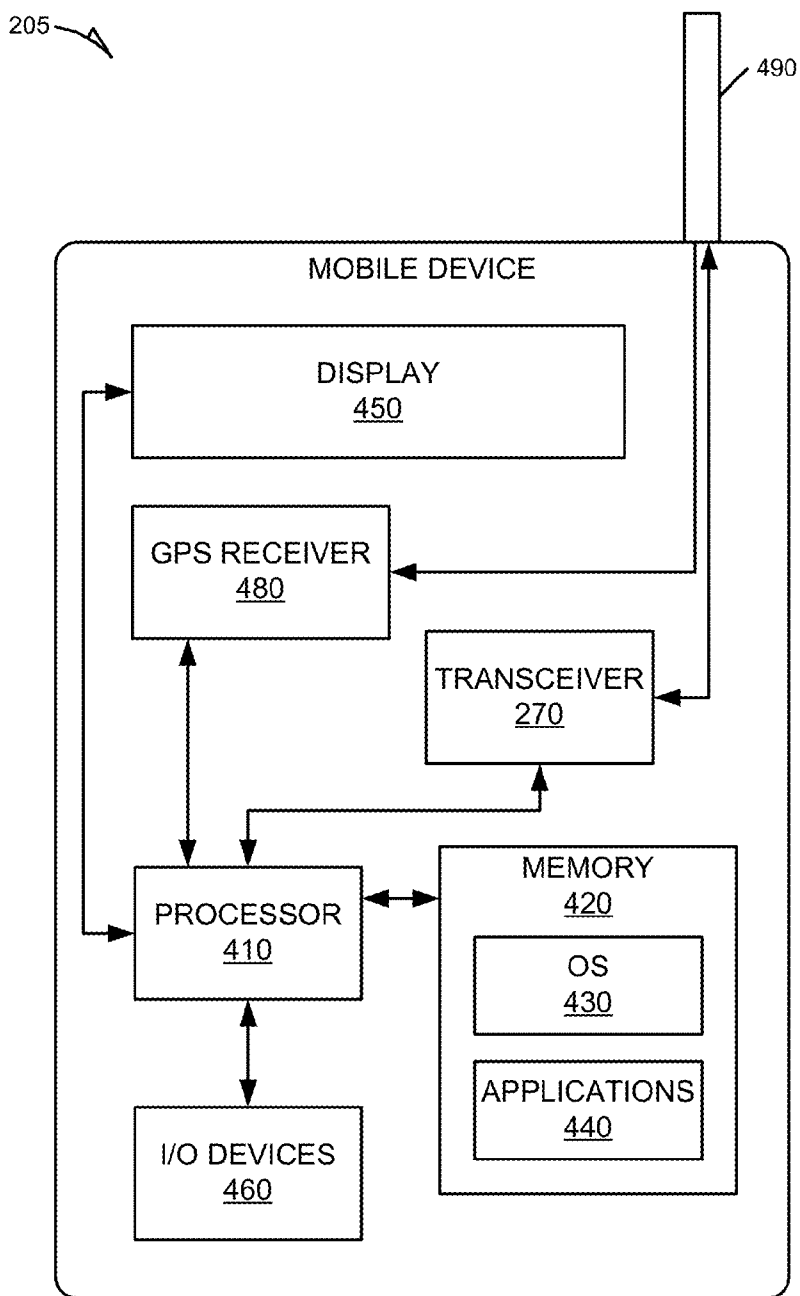 205
490
MOBILE DEVICE
DISPLAY
450
GPS RECEIVER
480
TRANSCEIVER
270
PROCESSOR
410
MEMORY
420
OS
430
APPLICATIONS
440
I/O DEVICES
460